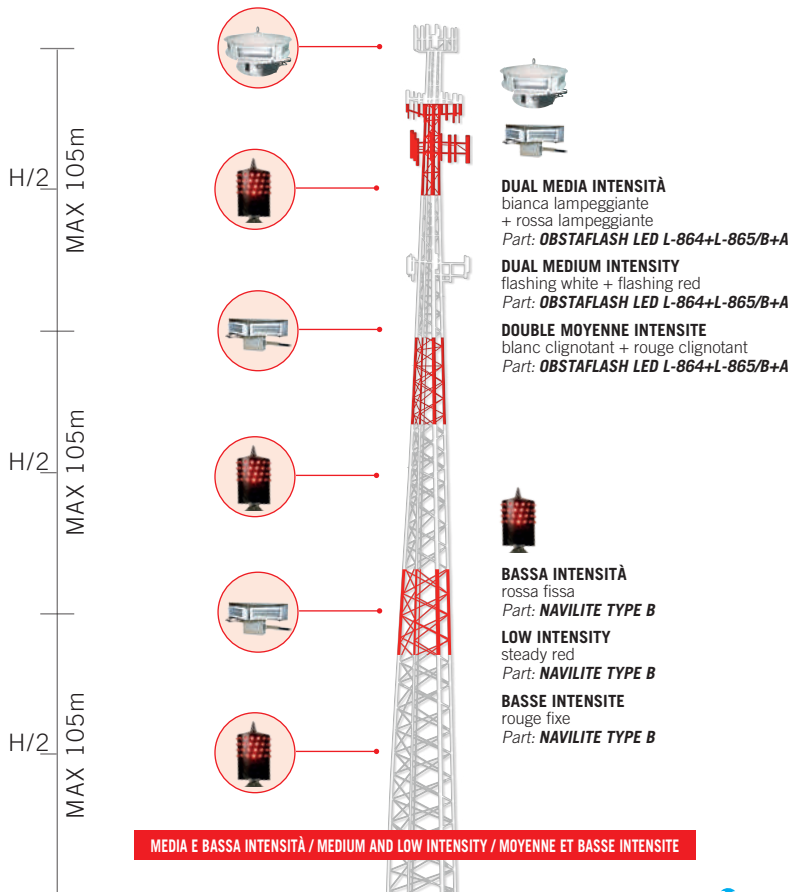 H/2
MAX 105m
H/2
MAX 105m
H/2
MAX 105m
DUAL MEDIA INTENSITÀ
bianca lampeggiante
+ rossa lampeggiante
Part: OBSTAFLASH LED L-864+L-865/B+A
DUAL MEDIUM INTENSITY
flashing white + flashing red
Part: OBSTAFLASH LED L-864+L-865/B+A
DOUBLE MOYENNE INTENSITE
blanc clignotant + rouge clignotant
Part: OBSTAFLASH LED L-864+L-865/B+A
BASSA INTENSITÀ
rossa fissa
Part: NAVILITE TYPE B
LOW INTENSITY
steady red
Part: NAVILITE TYPE B
BASSE INTENSITE
rouge fixe
Part: NAVILITE TYPE B
MEDIA E BASSA INTENSITÀ / MEDIUM AND LOW INTENSITY / MOYENNE ET BASSE INTENSITE